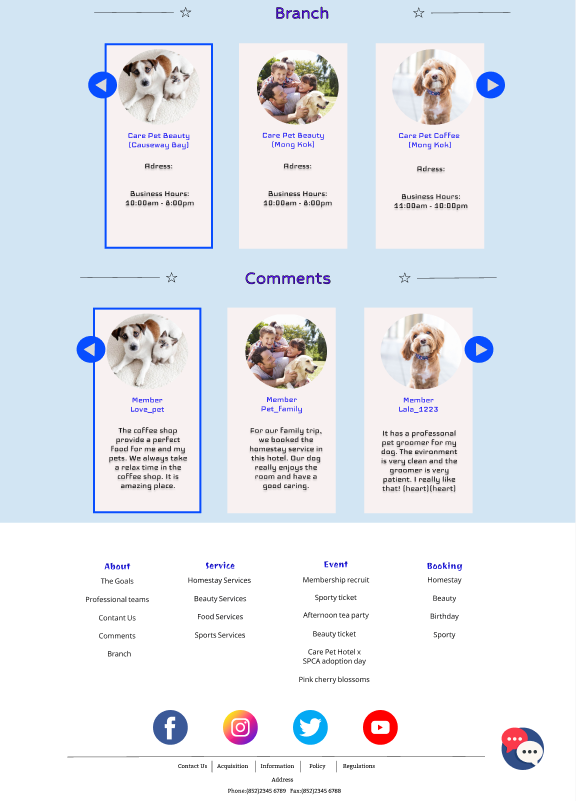 Branch
Care Pet Beauty
(Causeway Bay)
Adress:
Business Hours:
10:00am - 8:00pm
Care Pet Beauty
(Mong Kok)
Adress:
Business Hours:
10:00am - 8:00pm
Care Pet Coffee
(Mong Kok)
Adress:
Business Hours:
11:00am - 10:00pm
Comments
Member
Love_pet
The coffee shop
provide a perfect
food for me and my
pets. We always take
a relax time in the
coffee shop. It is
amazing place.
Member
Pet_Family
For our family trip,
we booked the
homestay service in
this hotel. Our dog
really enjoys the
room and have a
good caring.
Member
Lala_1223
It has a professonal
pet groomer for my
dog. The evironment
is very clean and the
groomer is very
patient. I really like
that! (heart)(heart)
About
The Goals
Professional teams
Contant Us
Comments
Branch
Service
Homestay Services
Beauty Services
Food Services
Sports Services
Event
Membership recruit
Sporty ticket
Afternoon tea party
Beauty ticket
Care Pet Hotel x
SPCA adoption day
Pink cherry blossoms
Booking
Homestay
Beauty
Birthday
Sporty
Contact Us | Acquisition | Information | Policy | Regulations
Address
Phone:(852)2345 6789 Fax:(852)2345 6788